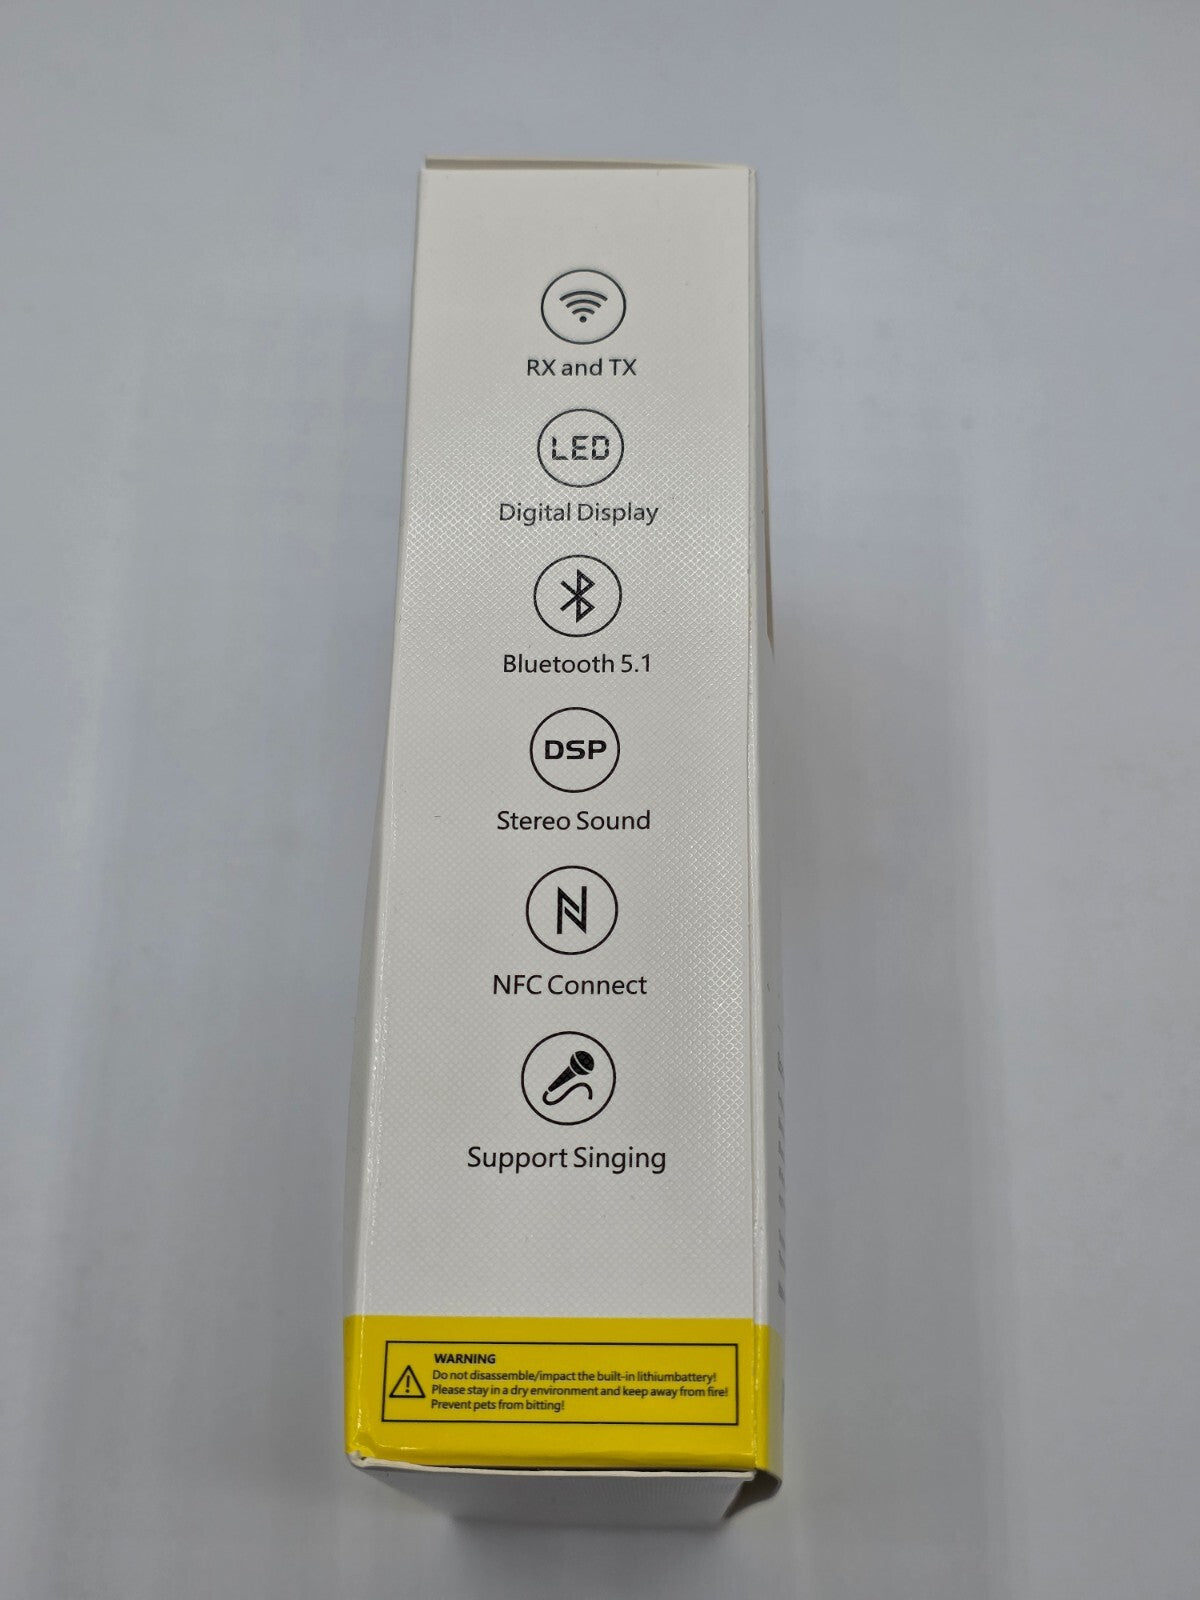 RX and TX
LED
Digital Display
Bluetooth 5.1
DSP
Stereo Sound
NFC Connect
Support Singing
WARNING
Do not disassemble/impact the built-in lithiumbattery!
Please stay in a dry environment and keep away from fire!
Prevent pets from bitting!